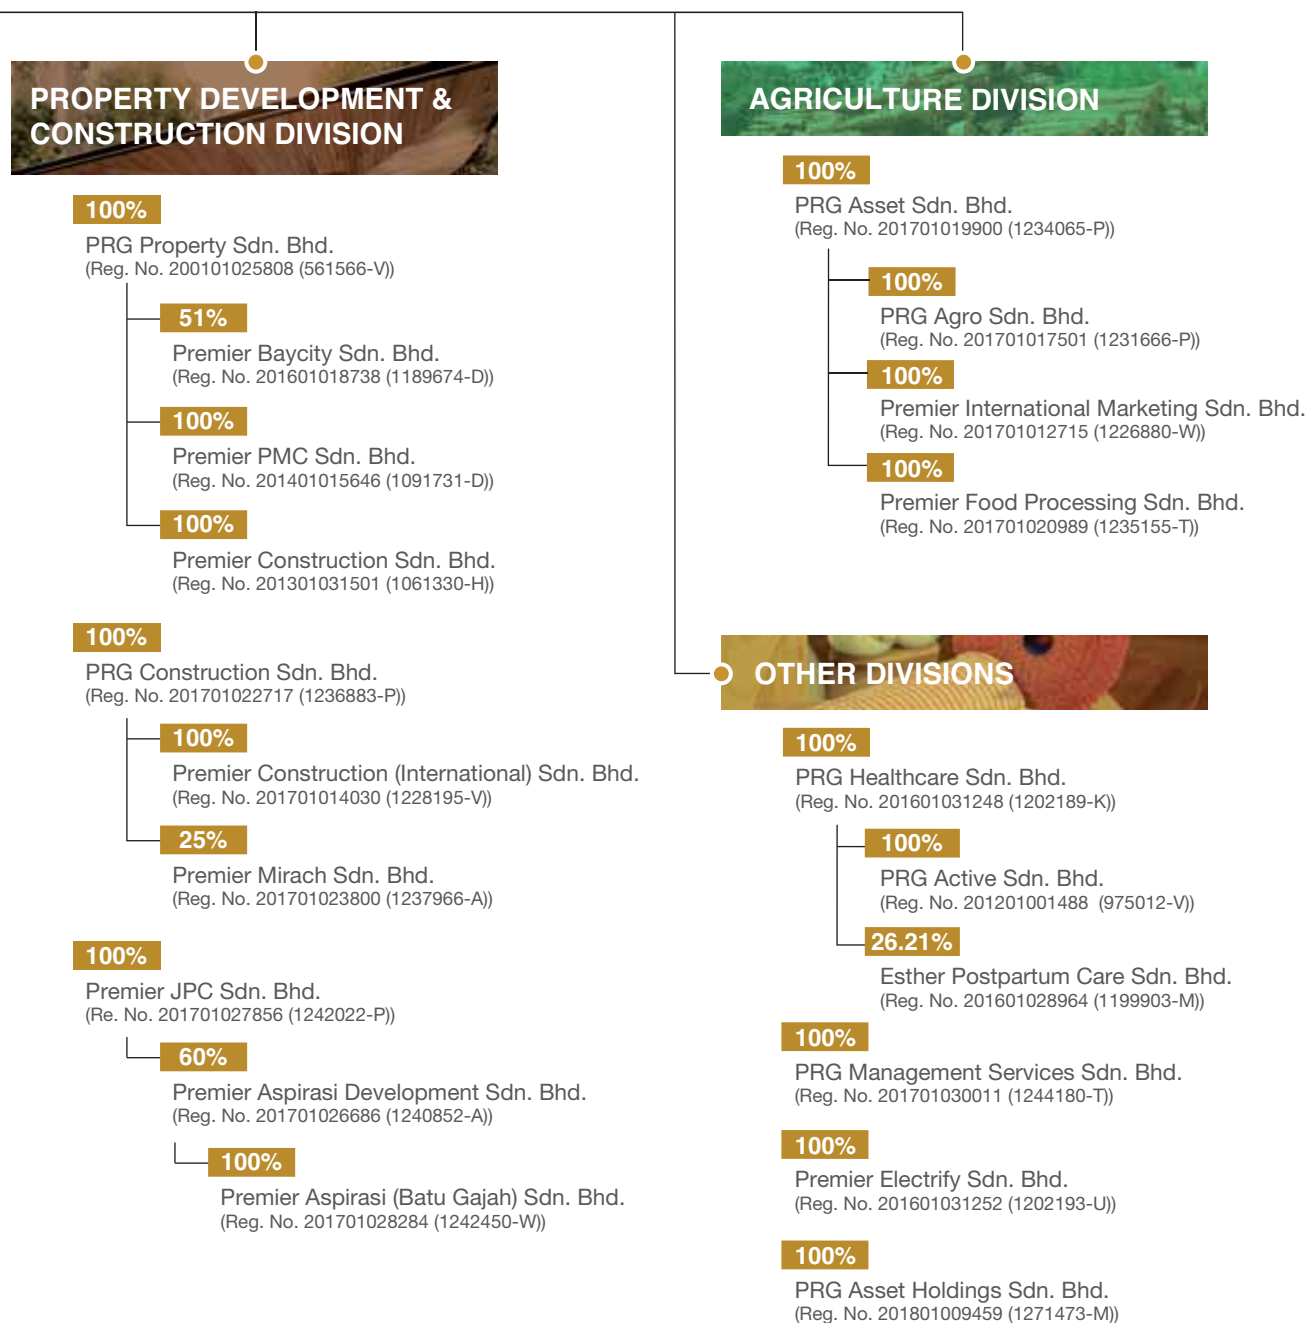 PROPERTY DEVELOPMENT &
CONSTRUCTION DIVISION
100%
PRG Property Sdn. Bhd.
(Reg. No. 200101025808 (561566-V))
51%
Premier Baycity Sdn. Bhd.
(Reg. No. 201601018738 (1189674-D))
100%
Premier PMC Sdn. Bhd.
(Reg. No. 201401015646 (1091731-D))
100%
Premier Construction Sdn. Bhd.
(Reg. No. 201301031501 (1061330-H))
100%
PRG Construction Sdn. Bhd.
(Reg. No. 201701022717 (1236883-P))
100%
Premier Construction (International) Sdn. Bhd.
(Reg. No. 201701014030 (1228195-V))
25%
Premier Mirach Sdn. Bhd.
(Reg. No. 201701023800 (1237966-A))
100%
Premier JPC Sdn. Bhd.
(Re. No. 201701027856 (1242022-P))
60%
Premier Aspirasi Development Sdn. Bhd.
(Reg. No. 201701026686 (1240852-A))
100%
Premier Aspirasi (Batu Gajah) Sdn. Bhd.
(Reg. No. 201701028284 (1242450-W))
AGRICULTURE DIVISION
100%
PRG Asset Sdn. Bhd.
(Reg. No. 201701019900 (1234065-P))
100%
PRG Agro Sdn. Bhd.
(Reg. No. 201701017501 (1231666-P))
100%
Premier International Marketing Sdn. Bhd.
(Reg. No. 201701012715 (1226880-W))
100%
Premier Food Processing Sdn. Bhd.
(Reg. No. 201701020989 (1235155-T))
OTHER DIVISIONS
100%
PRG Healthcare Sdn. Bhd.
(Reg. No. 201601031248 (1202189-K))
100%
PRG Active Sdn. Bhd.
(Reg. No. 201201001488 (975012-V))
26.21%
Esther Postpartum Care Sdn. Bhd.
(Reg. No. 201601028964 (1199903-M))
100%
PRG Management Services Sdn. Bhd.
(Reg. No. 201701030011 (1244180-T))
100%
Premier Electrify Sdn. Bhd.
(Reg. No. 201601031252 (1202193-U))
100%
PRG Asset Holdings Sdn. Bhd.
(Reg. No. 201801009459 (1271473-M))